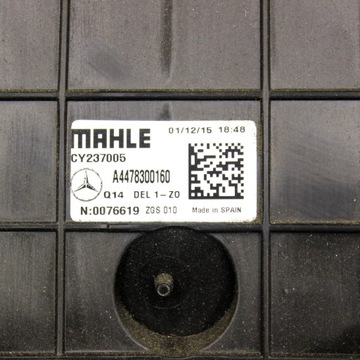 MAHLE 01/12/15 18:48
CY237005
A4478300160
Q14 DEL 1-Z0
N:0076619 ZGS 010 Made in SPAIN